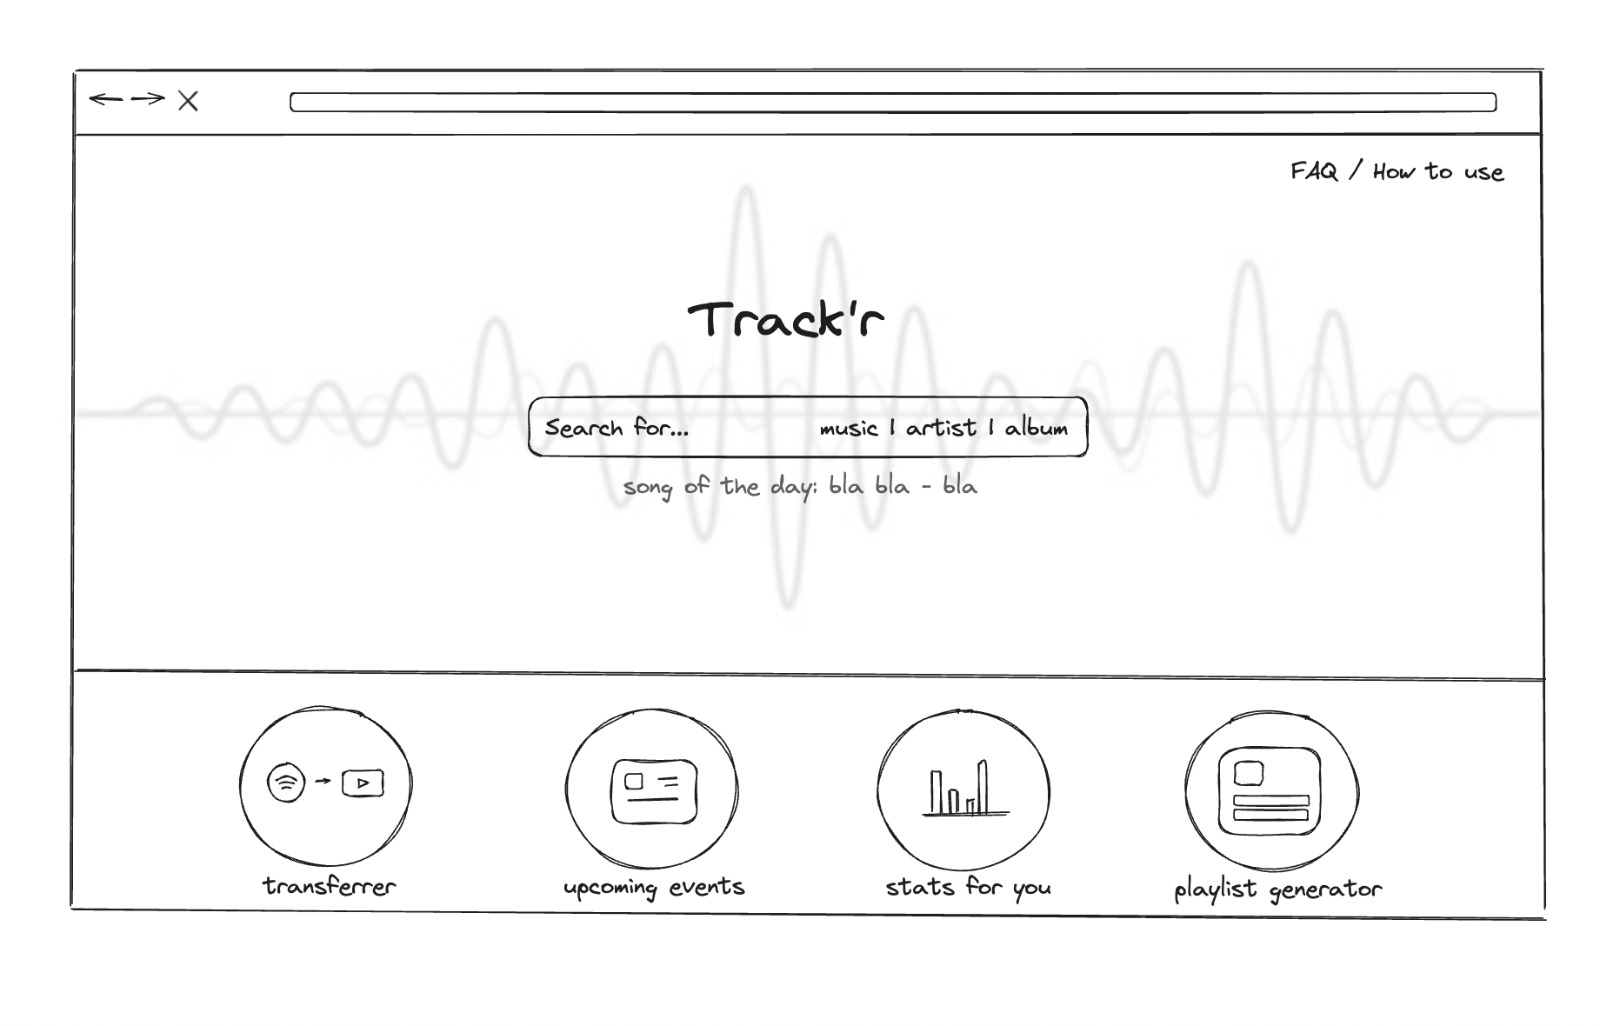 FAQ / How to use
Track'r
Search for... music | artist | album
song of the day: bla bla - bla
transferrer
upcoming events
stats for you
playlist generator